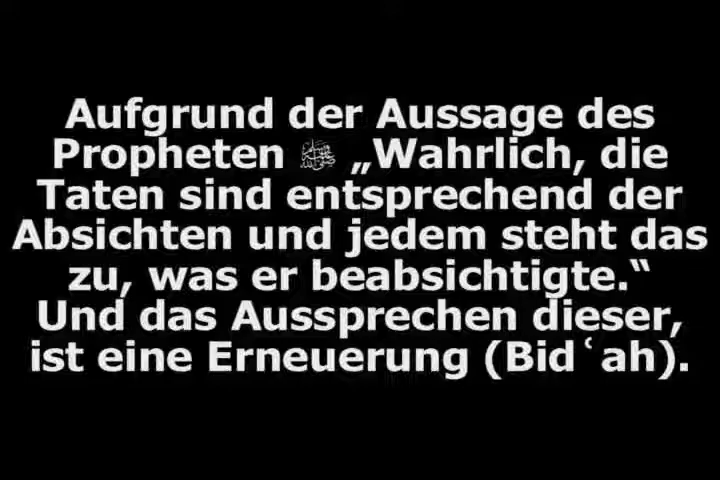 Aufgrund der Aussage des
Propheten ﷺ „Wahrlich, die
Taten sind entsprechend der
Absichten und jedem steht das
zu, was er beabsichtigte.“
Und das Aussprechen dieser,
ist eine Erneuerung (Bidʿah).